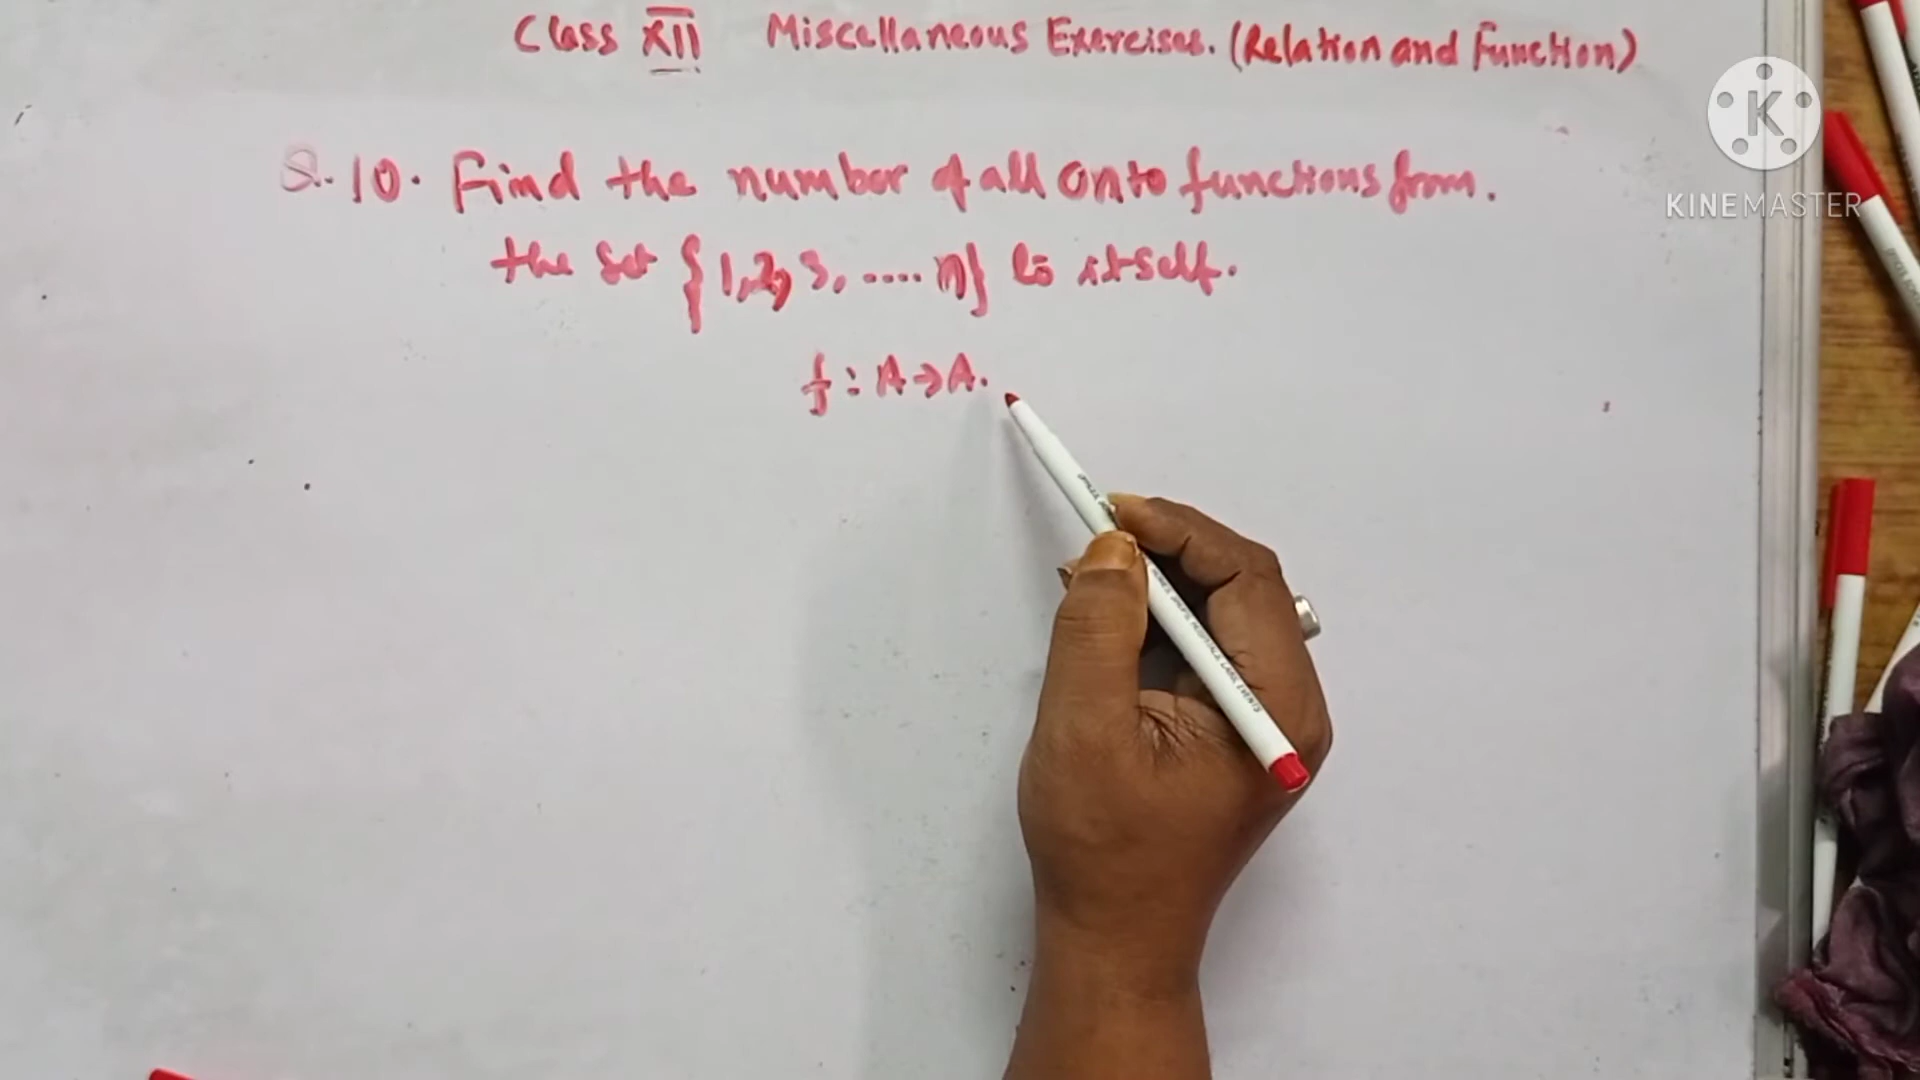 Class XII Miscellaneous Exercises. (Relation and Function)
K
KINEMASTER
Q.10. Find the number of all onto functions from.
the set {1,2,3,....n} to itself.
f : A → A.